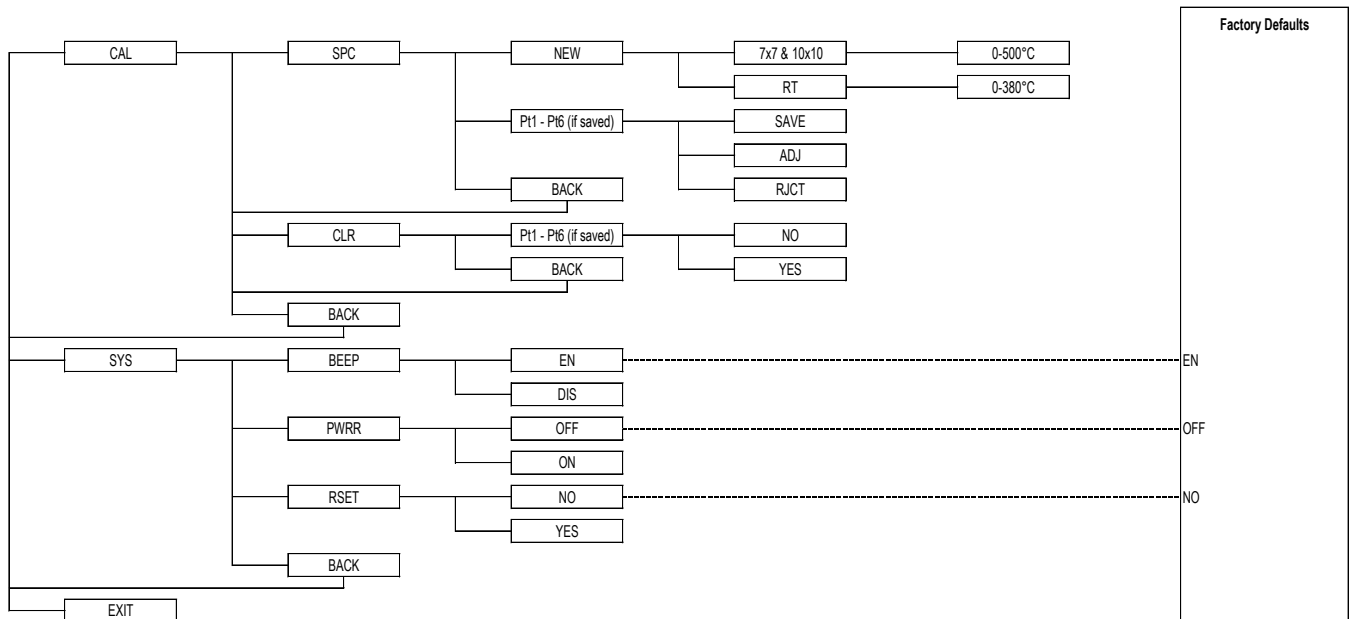 Factory Defaults
CAL
SPC
NEW
7x7 & 10x10
0-500°C
RT
0-380°C
Pt1 - Pt6 (if saved)
SAVE
ADJ
BACK
RJCT
CLR
Pt1 - Pt6 (if saved)
NO
BACK
YES
BACK
SYS
BEEP
EN
EN
DIS
PWRR
OFF
OFF
ON
RSET
NO
NO
YES
BACK
EXIT